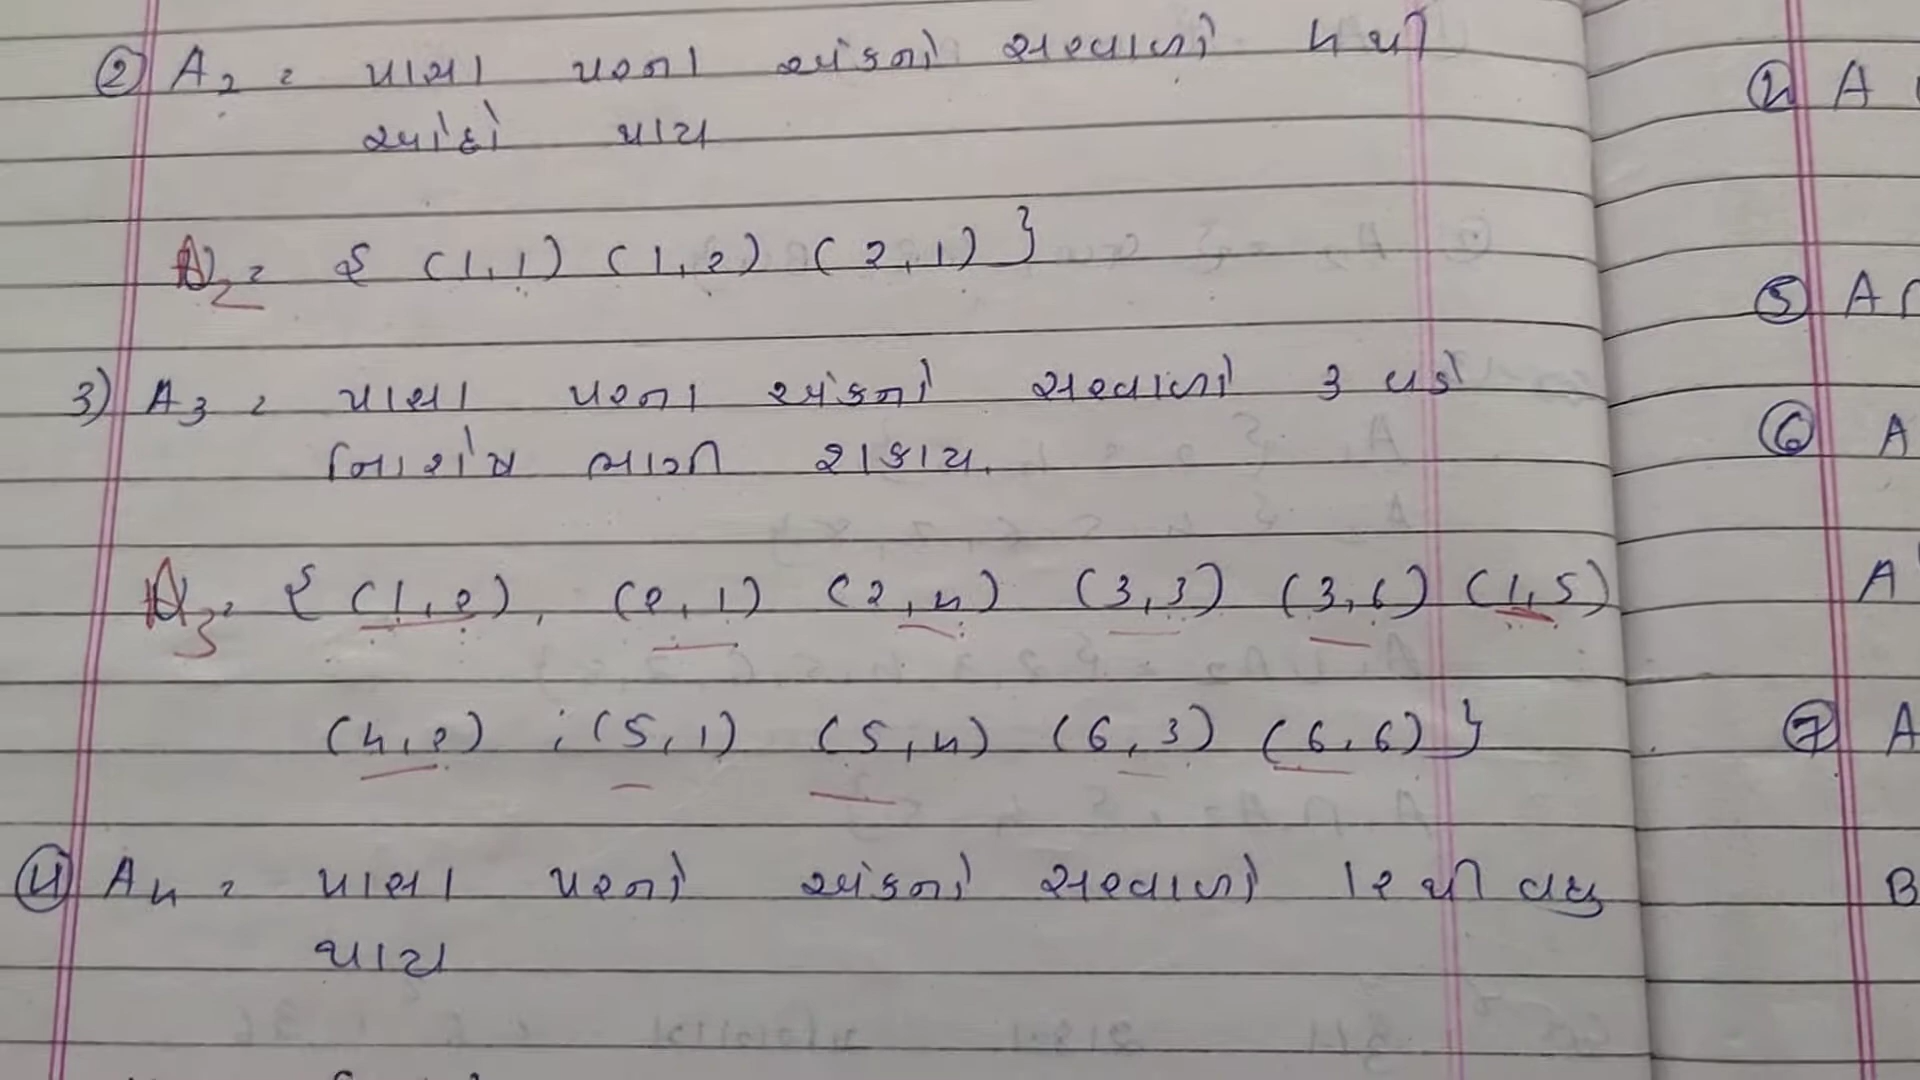 ② A₂ = પાસા પરના અંકનો સરવાળો 4 થી
ઓછો થાય
A₂ = { (1,1) (1,2) (2,1) }
3) A₃ = પાસા પરના અંકનો સરવાળો 3 વડે
નિઃશેષ ભાગી શકાય.
A₃ = { (1,2), (2,1) (2,4) (3,3) (3,6) (1,5)
(4,2) ; (5,1) (5,4) (6,3) (6,6) }
④ A₄ = પાસા પરનો અંકનો સરવાળો 12 થી વધુ
થાય
A
⑤ A∩
⑥ A
A
⑦ A
B